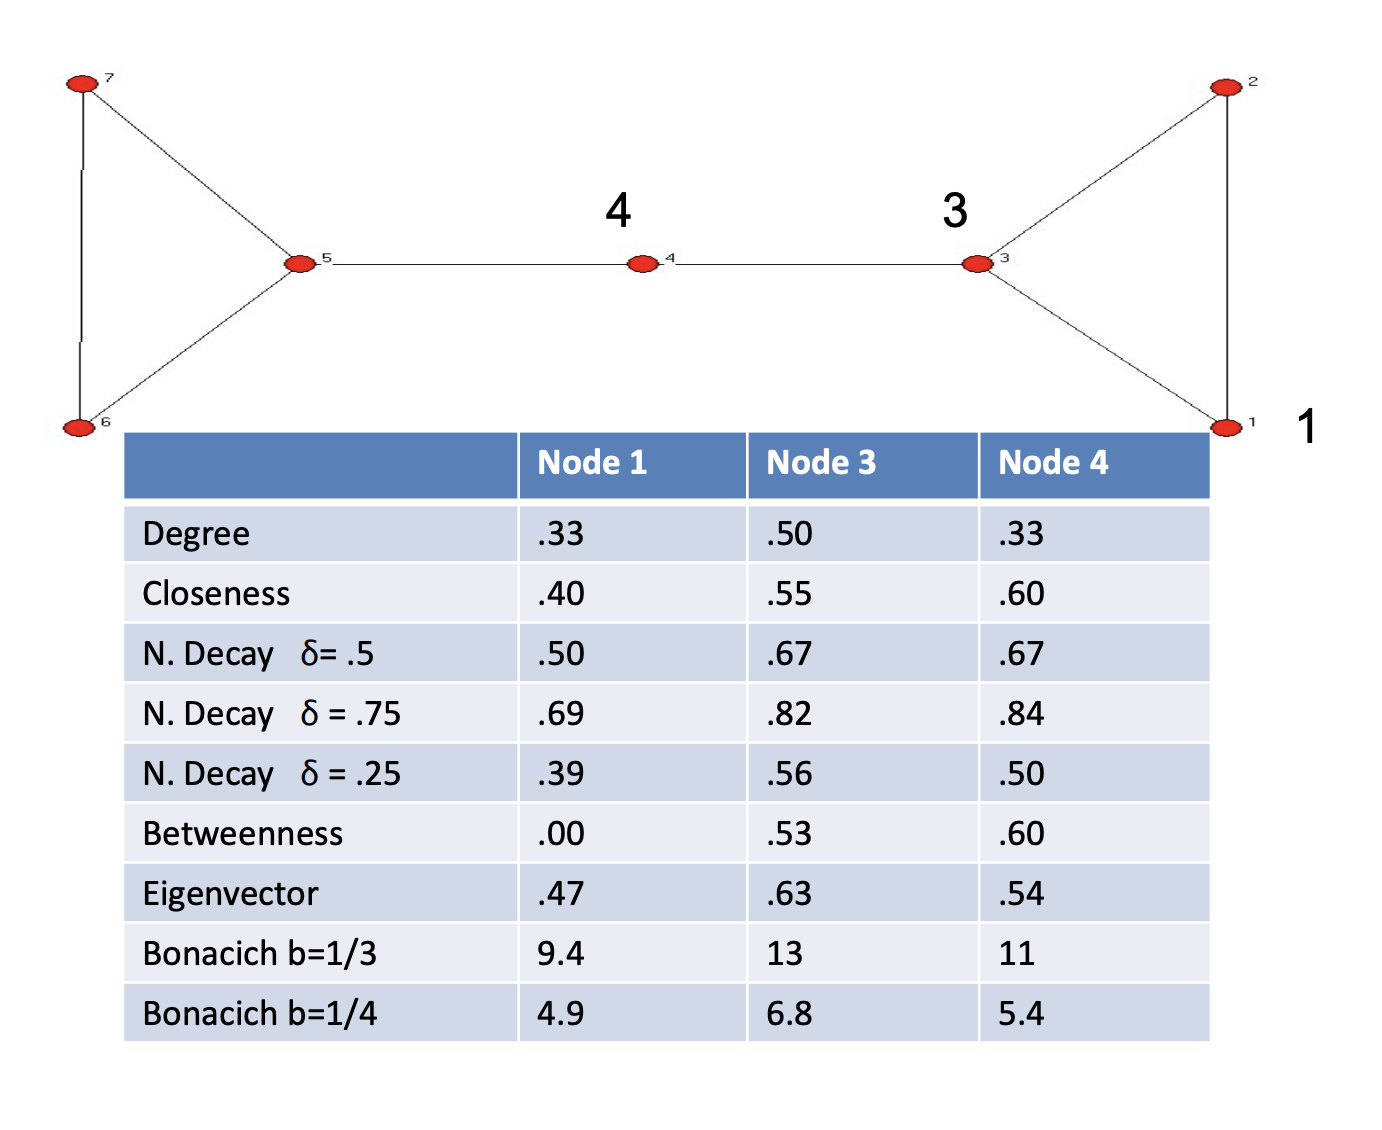 7
2
4
3
5
4
3
6
1
1
Node 1 Node 3 Node 4
Degree .33 .50 .33
Closeness .40 .55 .60
N. Decay δ= .5 .50 .67 .67
N. Decay δ = .75 .69 .82 .84
N. Decay δ = .25 .39 .56 .50
Betweenness .00 .53 .60
Eigenvector .47 .63 .54
Bonacich b=1/3 9.4 13 11
Bonacich b=1/4 4.9 6.8 5.4